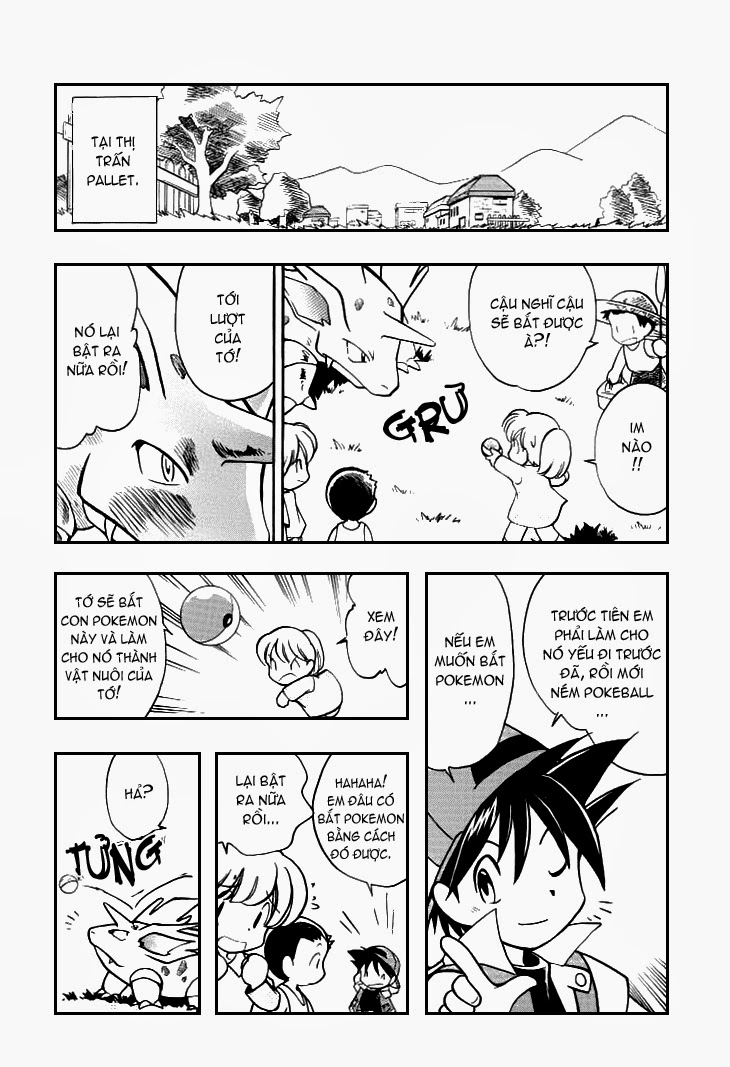 TẠI THỊ
TRẤN
PALLET.
NÓ LẠI
BẬT RA
NỮA RỒI!
TỚI
LƯỢT
CỦA
TỚ!
CẬU NGHĨ CẬU
SẼ BẮT ĐƯỢC
À?!
IM
NÀO
!!
GRỪ
TỚ SẼ BẮT
CON POKEMON
NÀY VÀ LÀM
CHO NÓ THÀNH
VẬT NUÔI CỦA
TỚ!
XEM
ĐÂY!
HẢ?
TỬNG
LẠI BẬT
RA NỮA
RỒI...
HAHAHA!
EM ĐÂU CÓ
BẮT POKEMON
BẰNG CÁCH
ĐÓ ĐƯỢC.
NẾU EM
MUỐN BẮT
POKEMON
...
TRƯỚC TIÊN EM
PHẢI LÀM CHO
NÓ YẾU ĐI TRƯỚC
ĐÃ, RỒI MỚI
NÉM POKEBALL
...